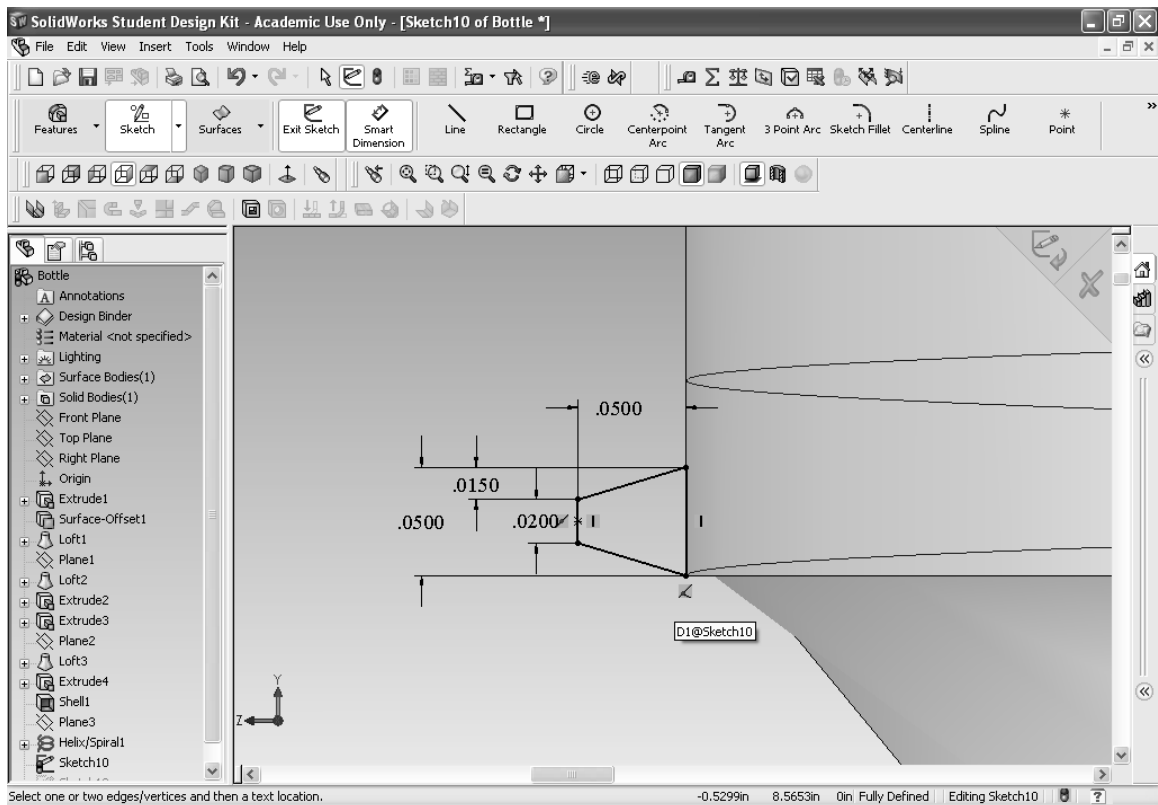 SolidWorks Student Design Kit - Academic Use Only - [Sketch10 of Bottle *]
File Edit View Insert Tools Window Help
Features Sketch Surfaces Exit Sketch Smart Dimension Line Rectangle Circle Centerpoint Arc Tangent Arc 3 Point Arc Sketch Fillet Centerline Spline Point
Bottle
Annotations
Design Binder
Material <not specified>
Lighting
Surface Bodies(1)
Solid Bodies(1)
Front Plane
Top Plane
Right Plane
Origin
Extrude1
Surface-Offset1
Loft1
Plane1
Loft2
Extrude2
Extrude3
Plane2
Loft3
Extrude4
Shell1
Plane3
Helix/Spiral1
Sketch10
.0500
.0150
.0500 .0200
D1@Sketch10
Y
Z
Select one or two edges/vertices and then a text location. -0.5299in 8.5653in 0in Fully Defined Editing Sketch10